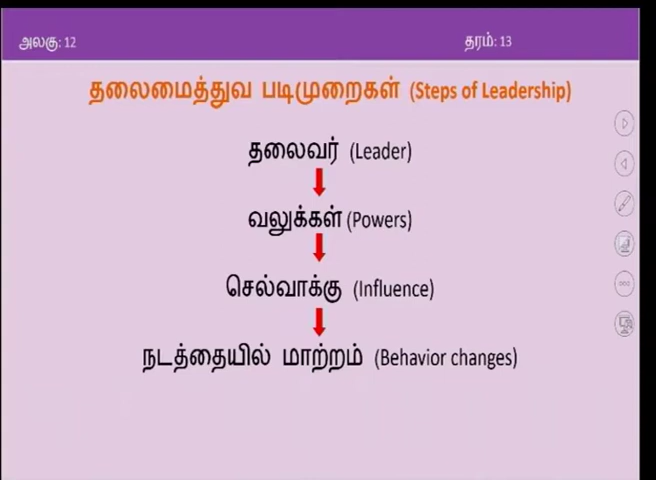 அலகு: 12
தரம்: 13
தலைமைத்துவ படிமுறைகள் (Steps of Leadership)
தலைவர் (Leader)
வலுக்கள் (Powers)
செல்வாக்கு (Influence)
நடத்தையில் மாற்றம் (Behavior changes)